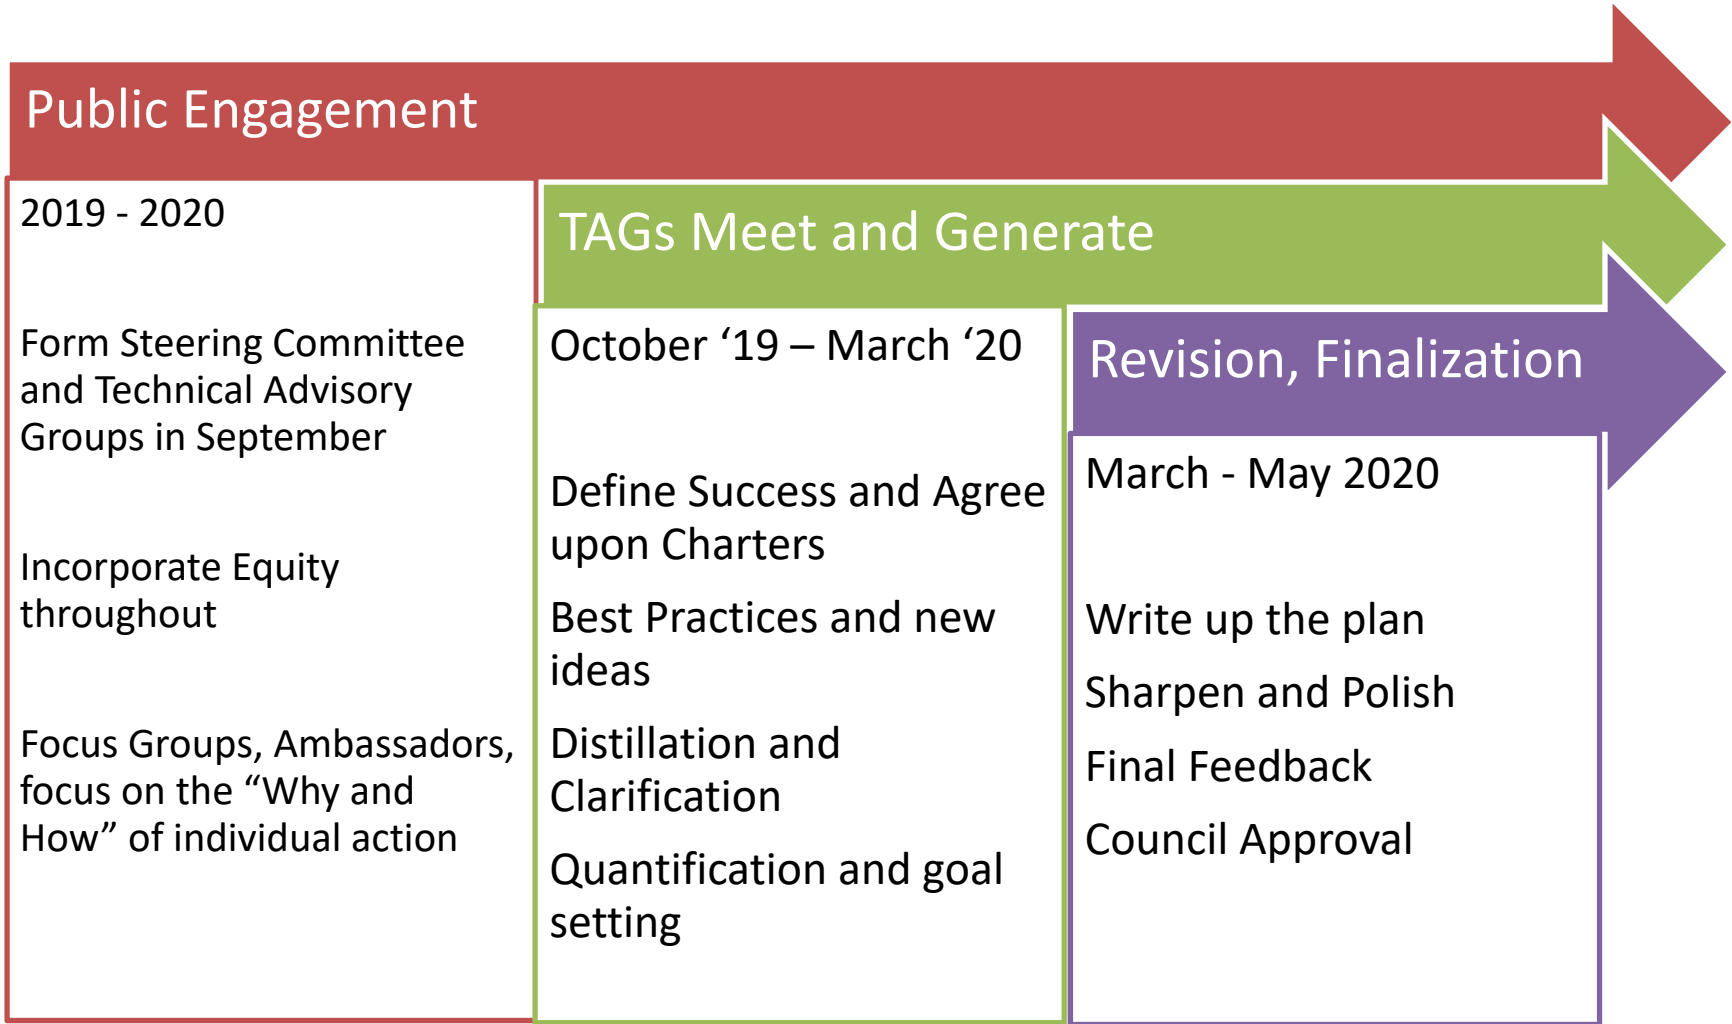 Public Engagement
2019 - 2020
Form Steering Committee
and Technical Advisory
Groups in September
Incorporate Equity
throughout
Focus Groups, Ambassadors,
focus on the “Why and
How” of individual action
TAGs Meet and Generate
October ‘19 – March ‘20
Define Success and Agree
upon Charters
Best Practices and new
ideas
Distillation and
Clarification
Quantification and goal
setting
Revision, Finalization
March - May 2020
Write up the plan
Sharpen and Polish
Final Feedback
Council Approval